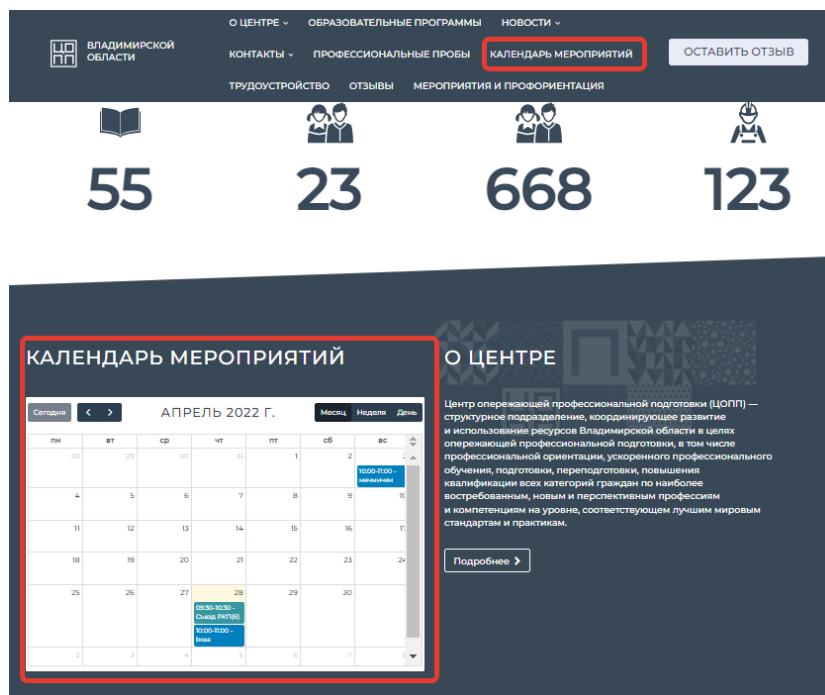 О ЦЕНТРЕ ОБРАЗОВАТЕЛЬНЫЕ ПРОГРАММЫ НОВОСТИ
ЦОПП ВЛАДИМИРСКОЙ ОБЛАСТИ
КОНТАКТЫ ПРОФЕССИОНАЛЬНЫЕ ПРОБЫ КАЛЕНДАРЬ МЕРОПРИЯТИЙ
ОСТАВИТЬ ОТЗЫВ
ТРУДОУСТРОЙСТВО ОТЗЫВЫ МЕРОПРИЯТИЯ И ПРОФОРИЕНТАЦИЯ
55 23 668 123
КАЛЕНДАРЬ МЕРОПРИЯТИЙ
Сегодня < > АПРЕЛЬ 2022 Г. Месяц Неделя День
пн вт ср чт пт сб вс
28 29 30 31 1 2
10:00-11:00 -
4 5 6 7 8 9 10
11 12 13 14 15 16 17
18 19 20 21 22 23 24
25 26 27 28 29 30
09:30-10:30 -
Съезд РКП(б)
10:00-11:00 -
boss
2 3 4 5 6 7
О ЦЕНТРЕ
Центр опережающей профессиональной подготовки (ЦОПП) —
структурное подразделение, координирующее развитие
и использование ресурсов Владимирской области в целях
опережающей профессиональной подготовки, в том числе
профессиональной ориентации, ускоренного профессионального
обучения, подготовки, переподготовки, повышения
квалификации всех категорий граждан по наиболее
востребованным, новым и перспективным профессиям
и компетенциям на уровне, соответствующем лучшим мировым
стандартам и практикам.
Подробнее